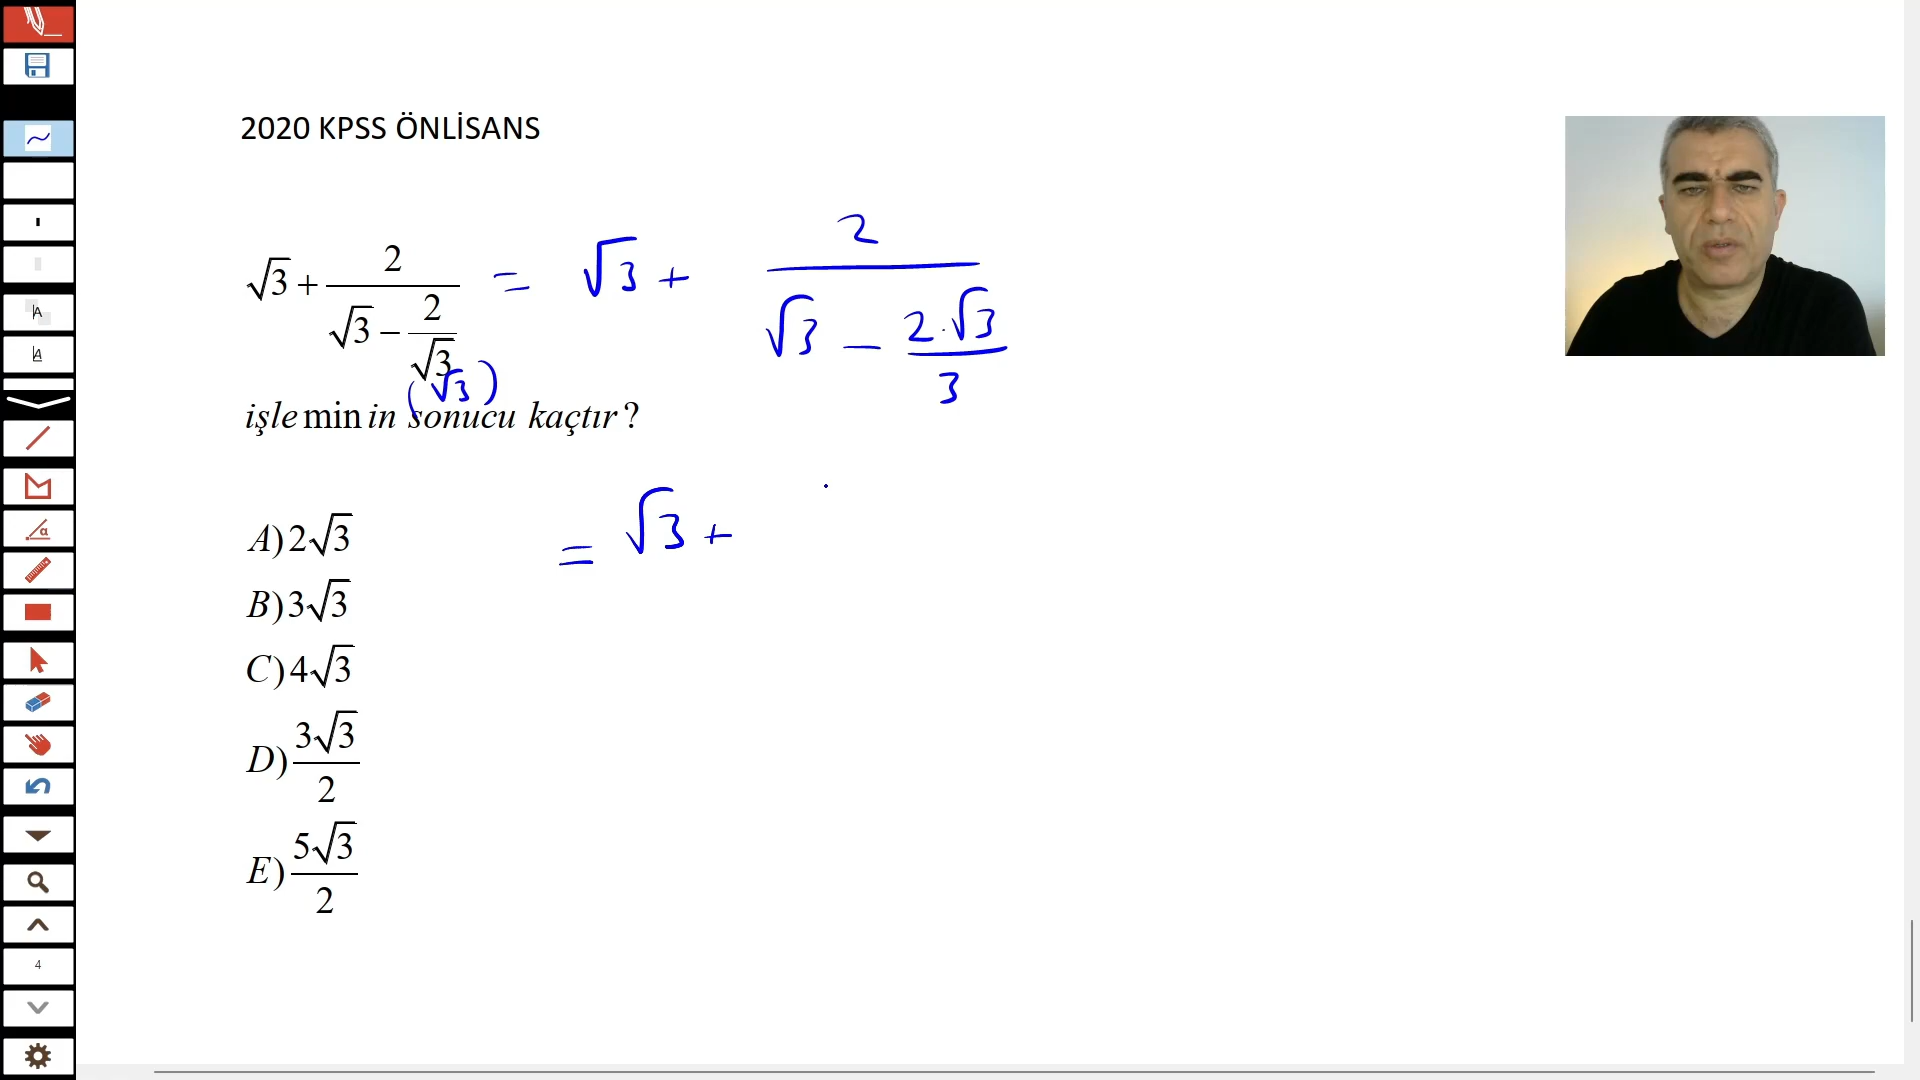 2020 KPSS ÖNLİSANS
√3 + 2/(√3 − 2/√3) = √3 + 2/(√3 − 2·√3/3)
(√3)
işleminin sonucu kaçtır?
= √3 +
A) 2√3
B) 3√3
C) 4√3
D) 3√3/2
E) 5√3/2
4